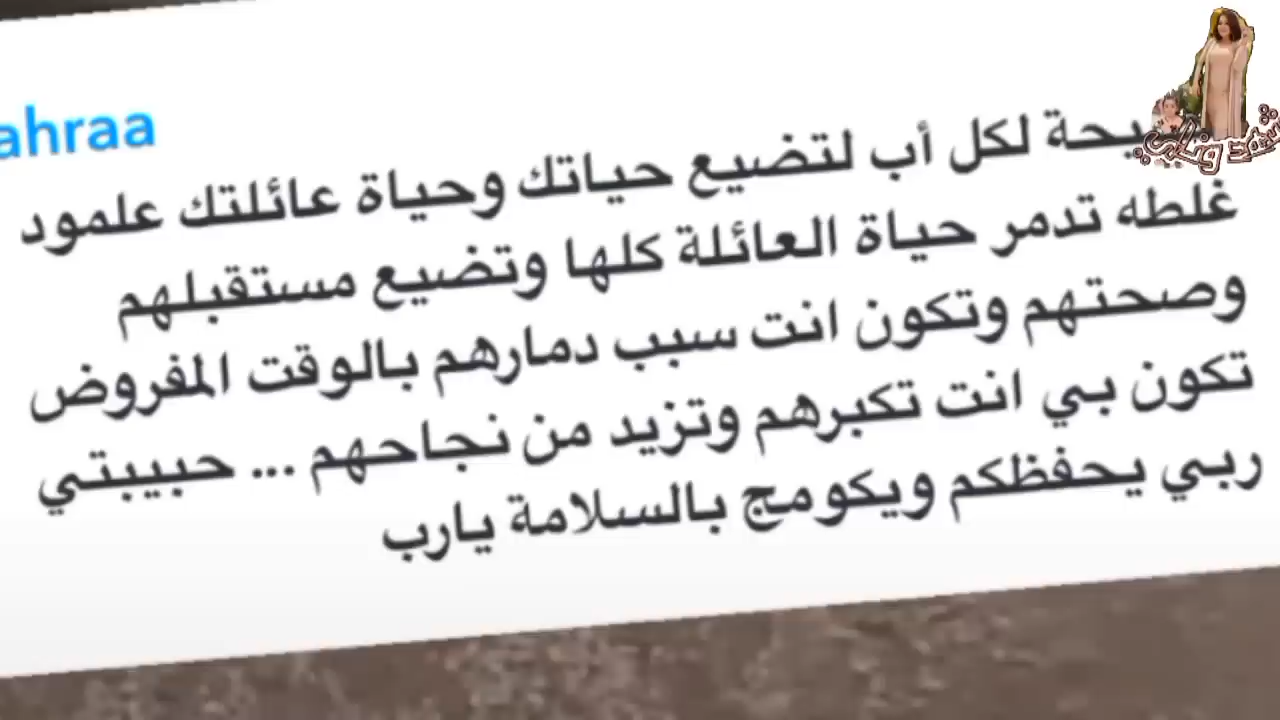 ahraa
لكل أب لتضيع حياتك وحياة عائلتك علمود
غلطه تدمر حياة العائلة كلها وتضيع مستقبلهم
وصحتهم وتكون انت سبب دمارهم بالوقت المفروض
تكون بي انت تكبرهم وتزيد من نجاحهم ... حبيبتي
ربي يحفظكم ويكومج بالسلامة يارب